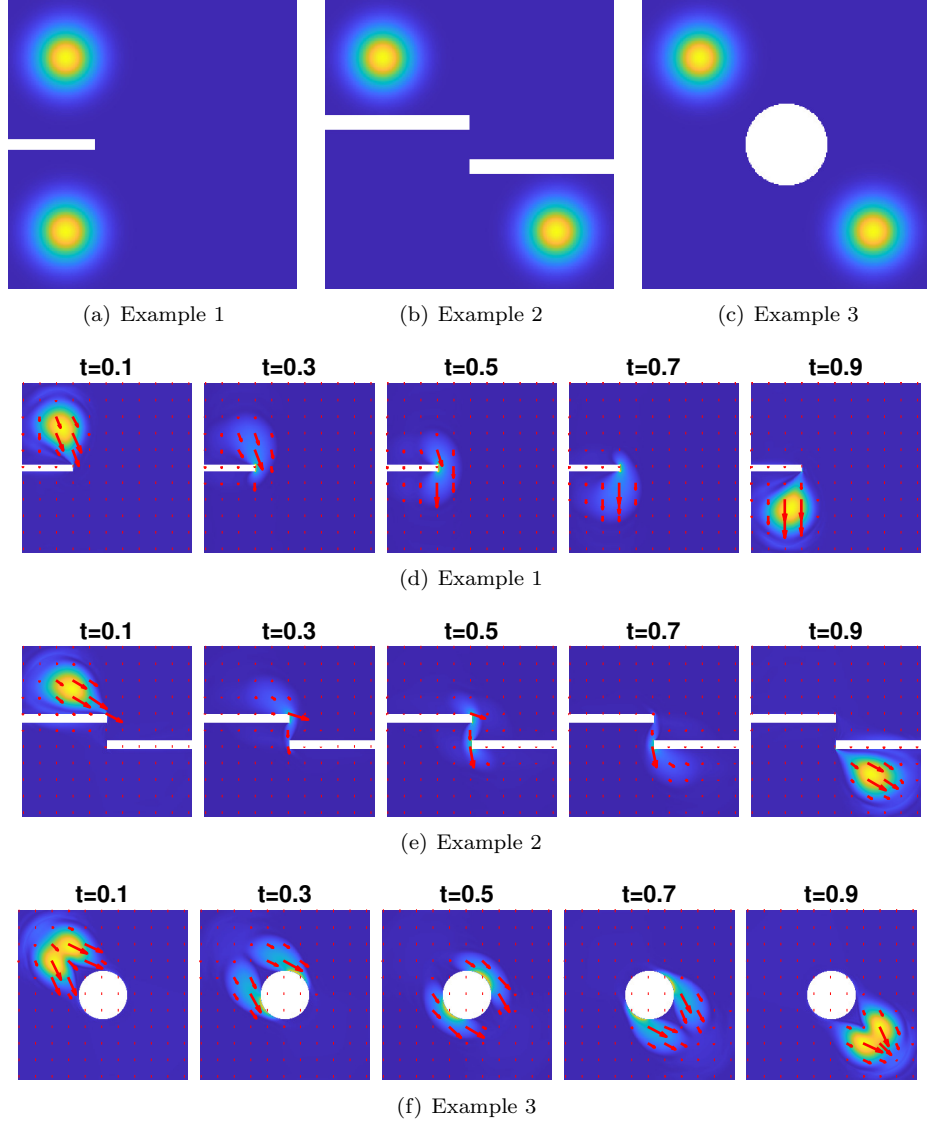 (a) Example 1
(b) Example 2
(c) Example 3
t=0.1
t=0.3
t=0.5
t=0.7
t=0.9
(d) Example 1
t=0.1
t=0.3
t=0.5
t=0.7
t=0.9
(e) Example 2
t=0.1
t=0.3
t=0.5
t=0.7
t=0.9
(f) Example 3